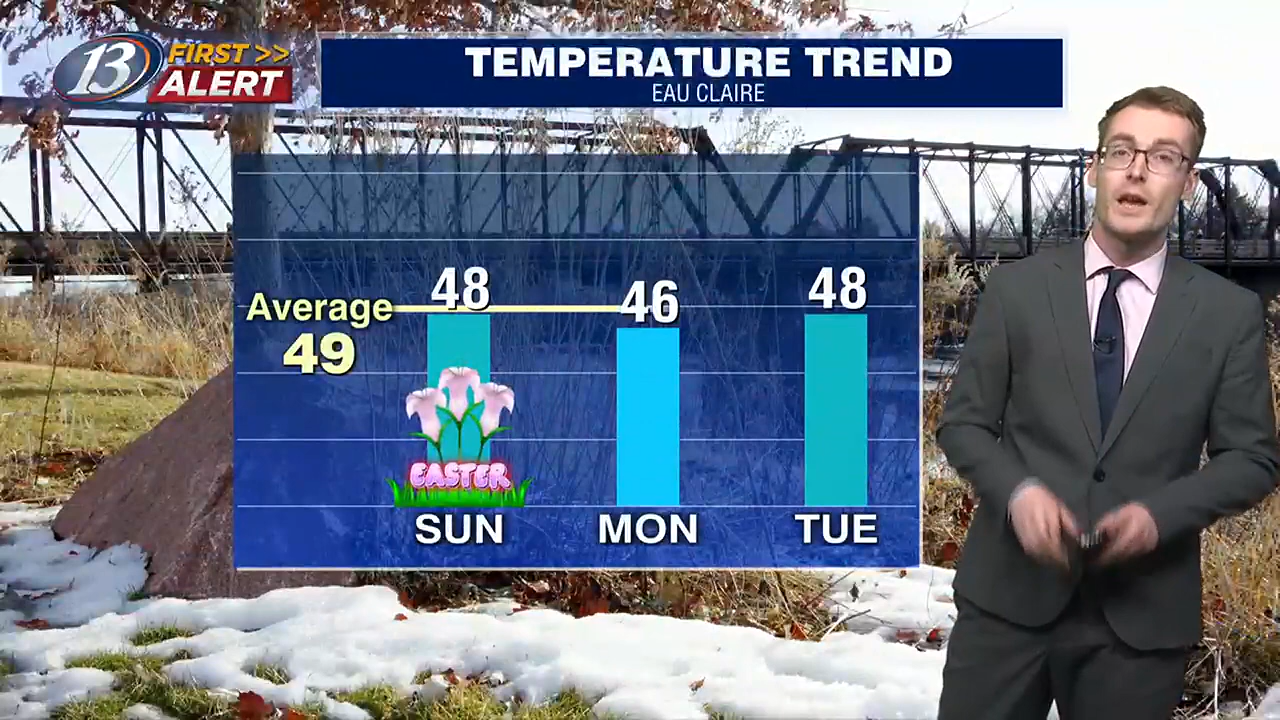 13 FIRST >>
ALERT
TEMPERATURE TREND
EAU CLAIRE
48
46
48
Average
49
EASTER
SUN
MON
TUE